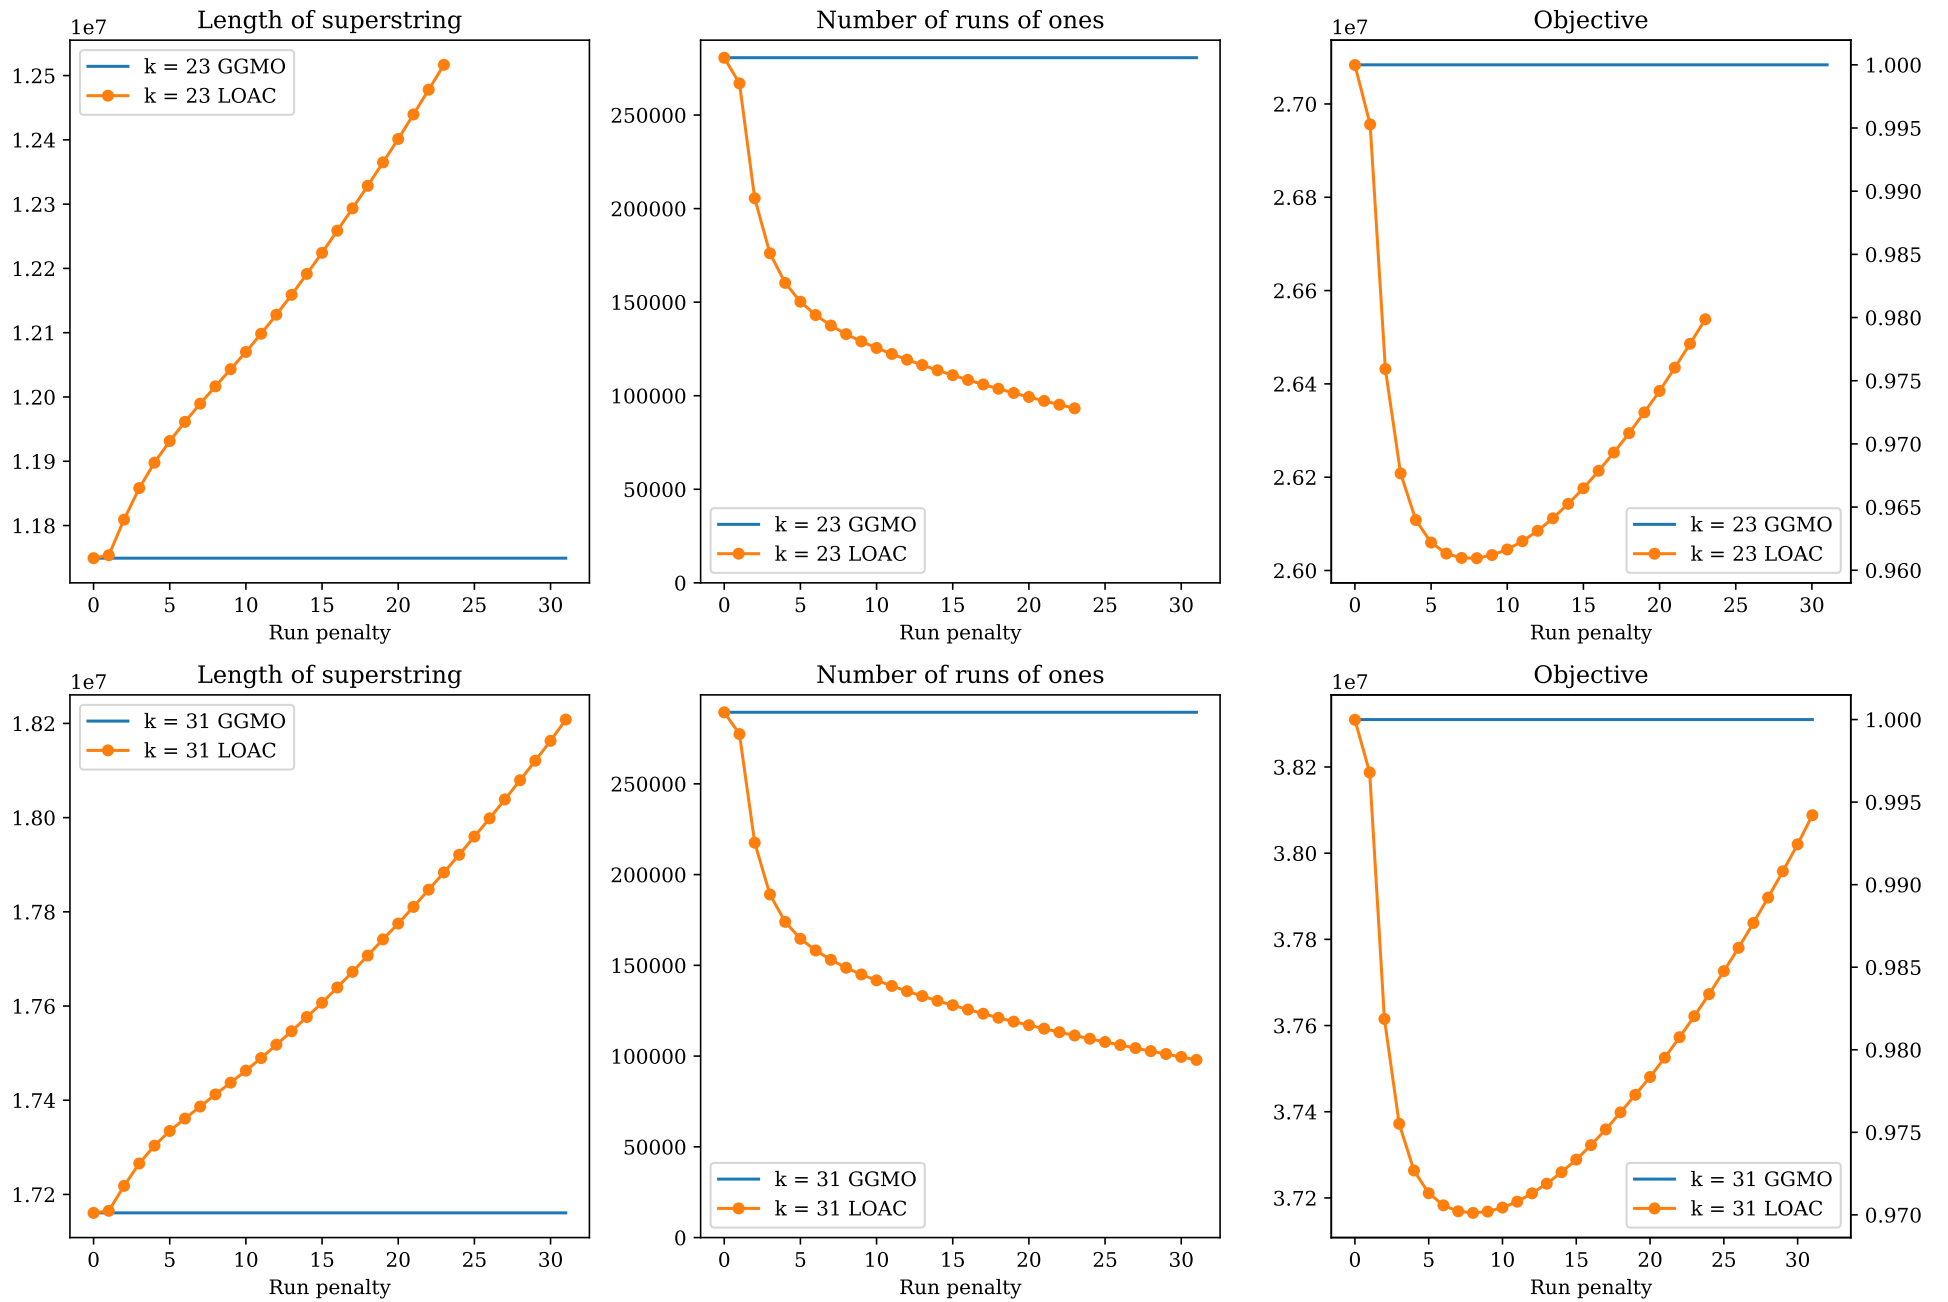 Length of superstring
1e7
1.25
1.24
1.23
1.22
1.21
1.20
1.19
1.18
k = 23 GGMO
k = 23 LOAC
0 5 10 15 20 25 30
Run penalty
Number of runs of ones
250000
200000
150000
100000
50000
0
k = 23 GGMO
k = 23 LOAC
0 5 10 15 20 25 30
Run penalty
Objective
1e7
2.70
2.68
2.66
2.64
2.62
2.60
1.000
0.995
0.990
0.985
0.980
0.975
0.970
0.965
0.960
k = 23 GGMO
k = 23 LOAC
0 5 10 15 20 25 30
Run penalty
Length of superstring
1e7
1.82
1.80
1.78
1.76
1.74
1.72
k = 31 GGMO
k = 31 LOAC
0 5 10 15 20 25 30
Run penalty
Number of runs of ones
250000
200000
150000
100000
50000
0
k = 31 GGMO
k = 31 LOAC
0 5 10 15 20 25 30
Run penalty
Objective
1e7
3.82
3.80
3.78
3.76
3.74
3.72
1.000
0.995
0.990
0.985
0.980
0.975
0.970
k = 31 GGMO
k = 31 LOAC
0 5 10 15 20 25 30
Run penalty